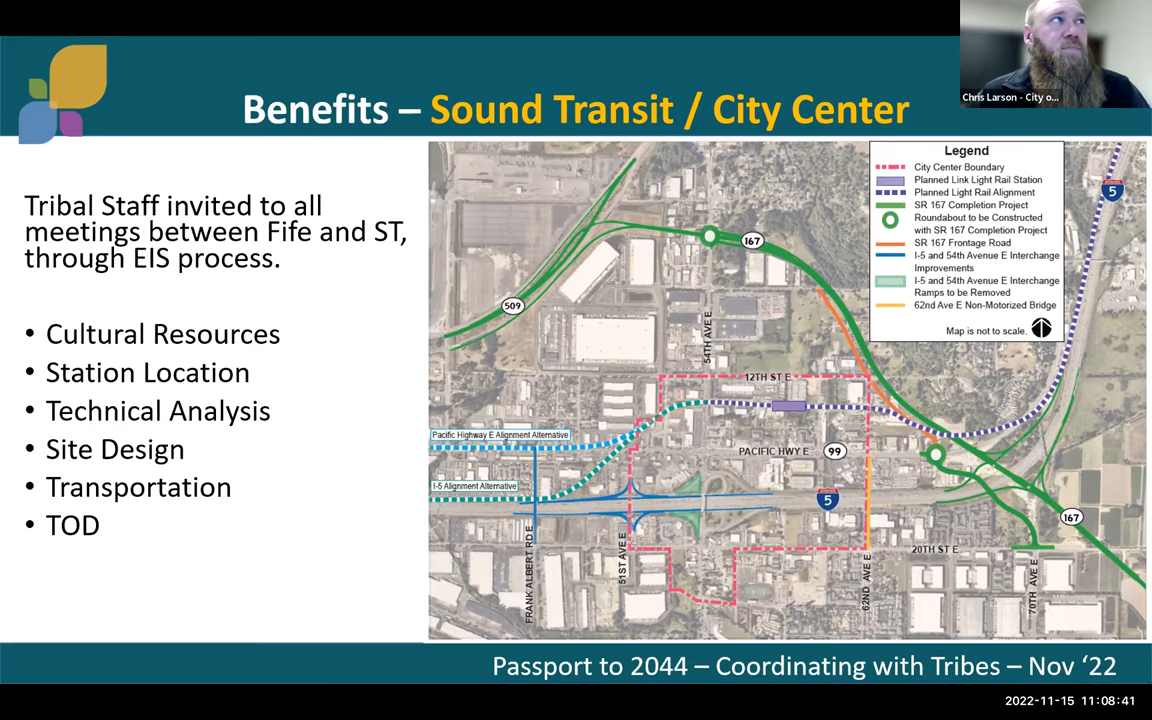 Chris Larson - City o...
Benefits – Sound Transit / City Center
Tribal Staff invited to all
meetings between Fife and ST,
through EIS process.
• Cultural Resources
• Station Location
• Technical Analysis
• Site Design
• Transportation
• TOD
Legend
City Center Boundary
Planned Link Light Rail Station
Planned Light Rail Alignment
SR 167 Completion Project
Roundabout to be Constructed
with SR 167 Completion Project
SR 167 Frontage Road
I-5 and 54th Avenue E Interchange
Improvements
I-5 and 54th Avenue E Interchange
Ramps to be Removed
62nd Ave E Non-Motorized Bridge
Map is not to scale.
5
167
509
54TH AVE E
12TH ST E
Pacific Highway E Alignment Alternative
PACIFIC HWY E
99
I-5 Alignment Alternative
5
167
20TH ST E
FRANK ALBERT RD E
51ST AVE E
62ND AVE E
70TH AVE E
Passport to 2044 – Coordinating with Tribes – Nov ‘22
2022-11-15 11:08:41